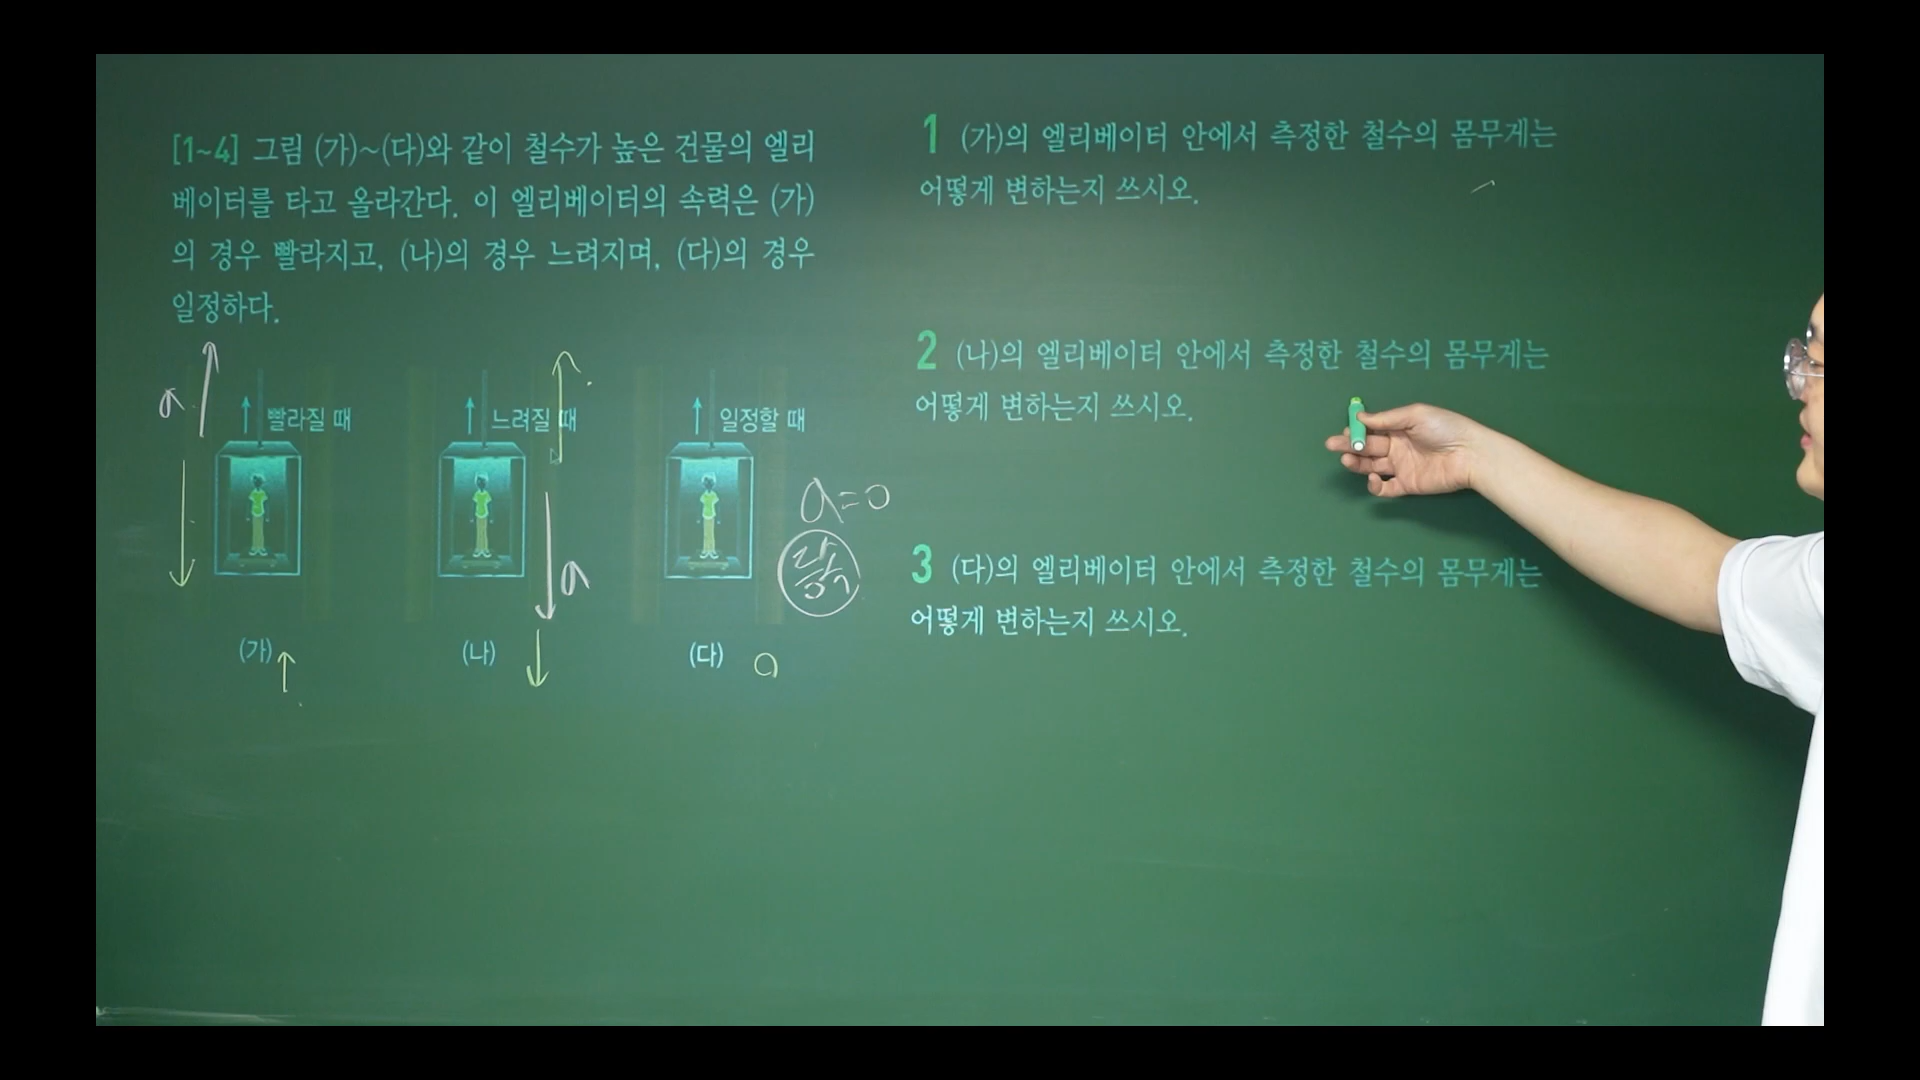 [1~4] 그림 (가)~(다)와 같이 철수가 높은 건물의 엘리
베이터를 타고 올라간다. 이 엘리베이터의 속력은 (가)
의 경우 빨라지고, (나)의 경우 느려지며, (다)의 경우
일정하다.
a
빨라질 때
느려질 때
일정할 때
a=0
a
(가)
(나)
(다) 0
1 (가)의 엘리베이터 안에서 측정한 철수의 몸무게는
어떻게 변하는지 쓰시오.
2 (나)의 엘리베이터 안에서 측정한 철수의 몸무게는
어떻게 변하는지 쓰시오.
3 (다)의 엘리베이터 안에서 측정한 철수의 몸무게는
어떻게 변하는지 쓰시오.